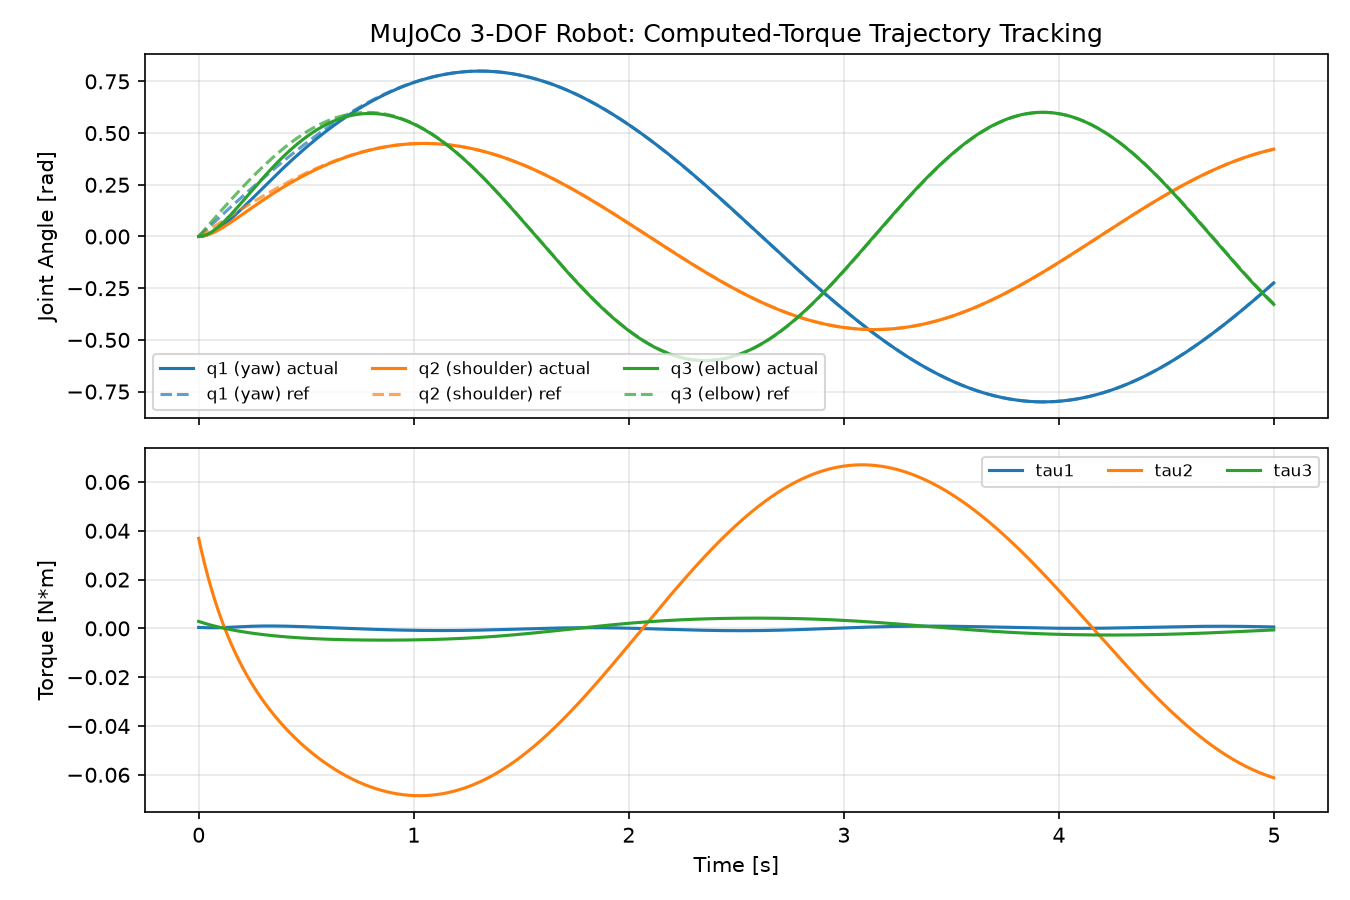 MuJoCo 3-DOF Robot: Computed-Torque Trajectory Tracking
Joint Angle [rad]
0.75
0.50
0.25
0.00
−0.25
−0.50
−0.75
q1 (yaw) actual
q1 (yaw) ref
q2 (shoulder) actual
q2 (shoulder) ref
q3 (elbow) actual
q3 (elbow) ref
Torque [N*m]
0.06
0.04
0.02
0.00
−0.02
−0.04
−0.06
tau1 tau2 tau3
0 1 2 3 4 5
Time [s]